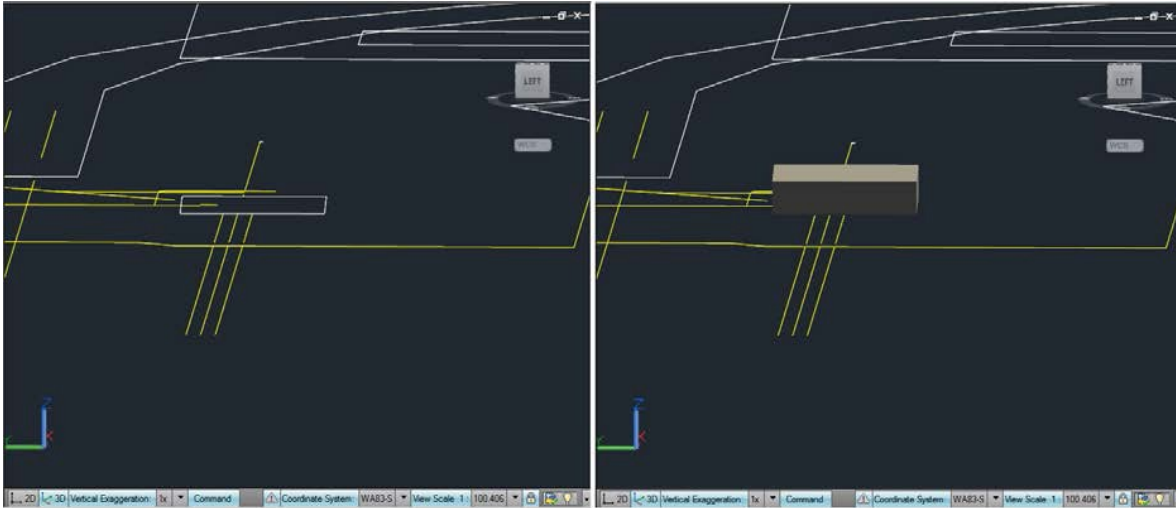 LEFT
WCS
Z
X
Y
2D 3D Vertical Exaggeration: 1x Command Coordinate System: WA83-S View Scale 1 : 100.406
LEFT
WCS
Z
X
Y
2D 3D Vertical Exaggeration: 1x Command Coordinate System: WA83-S View Scale 1 : 100.406